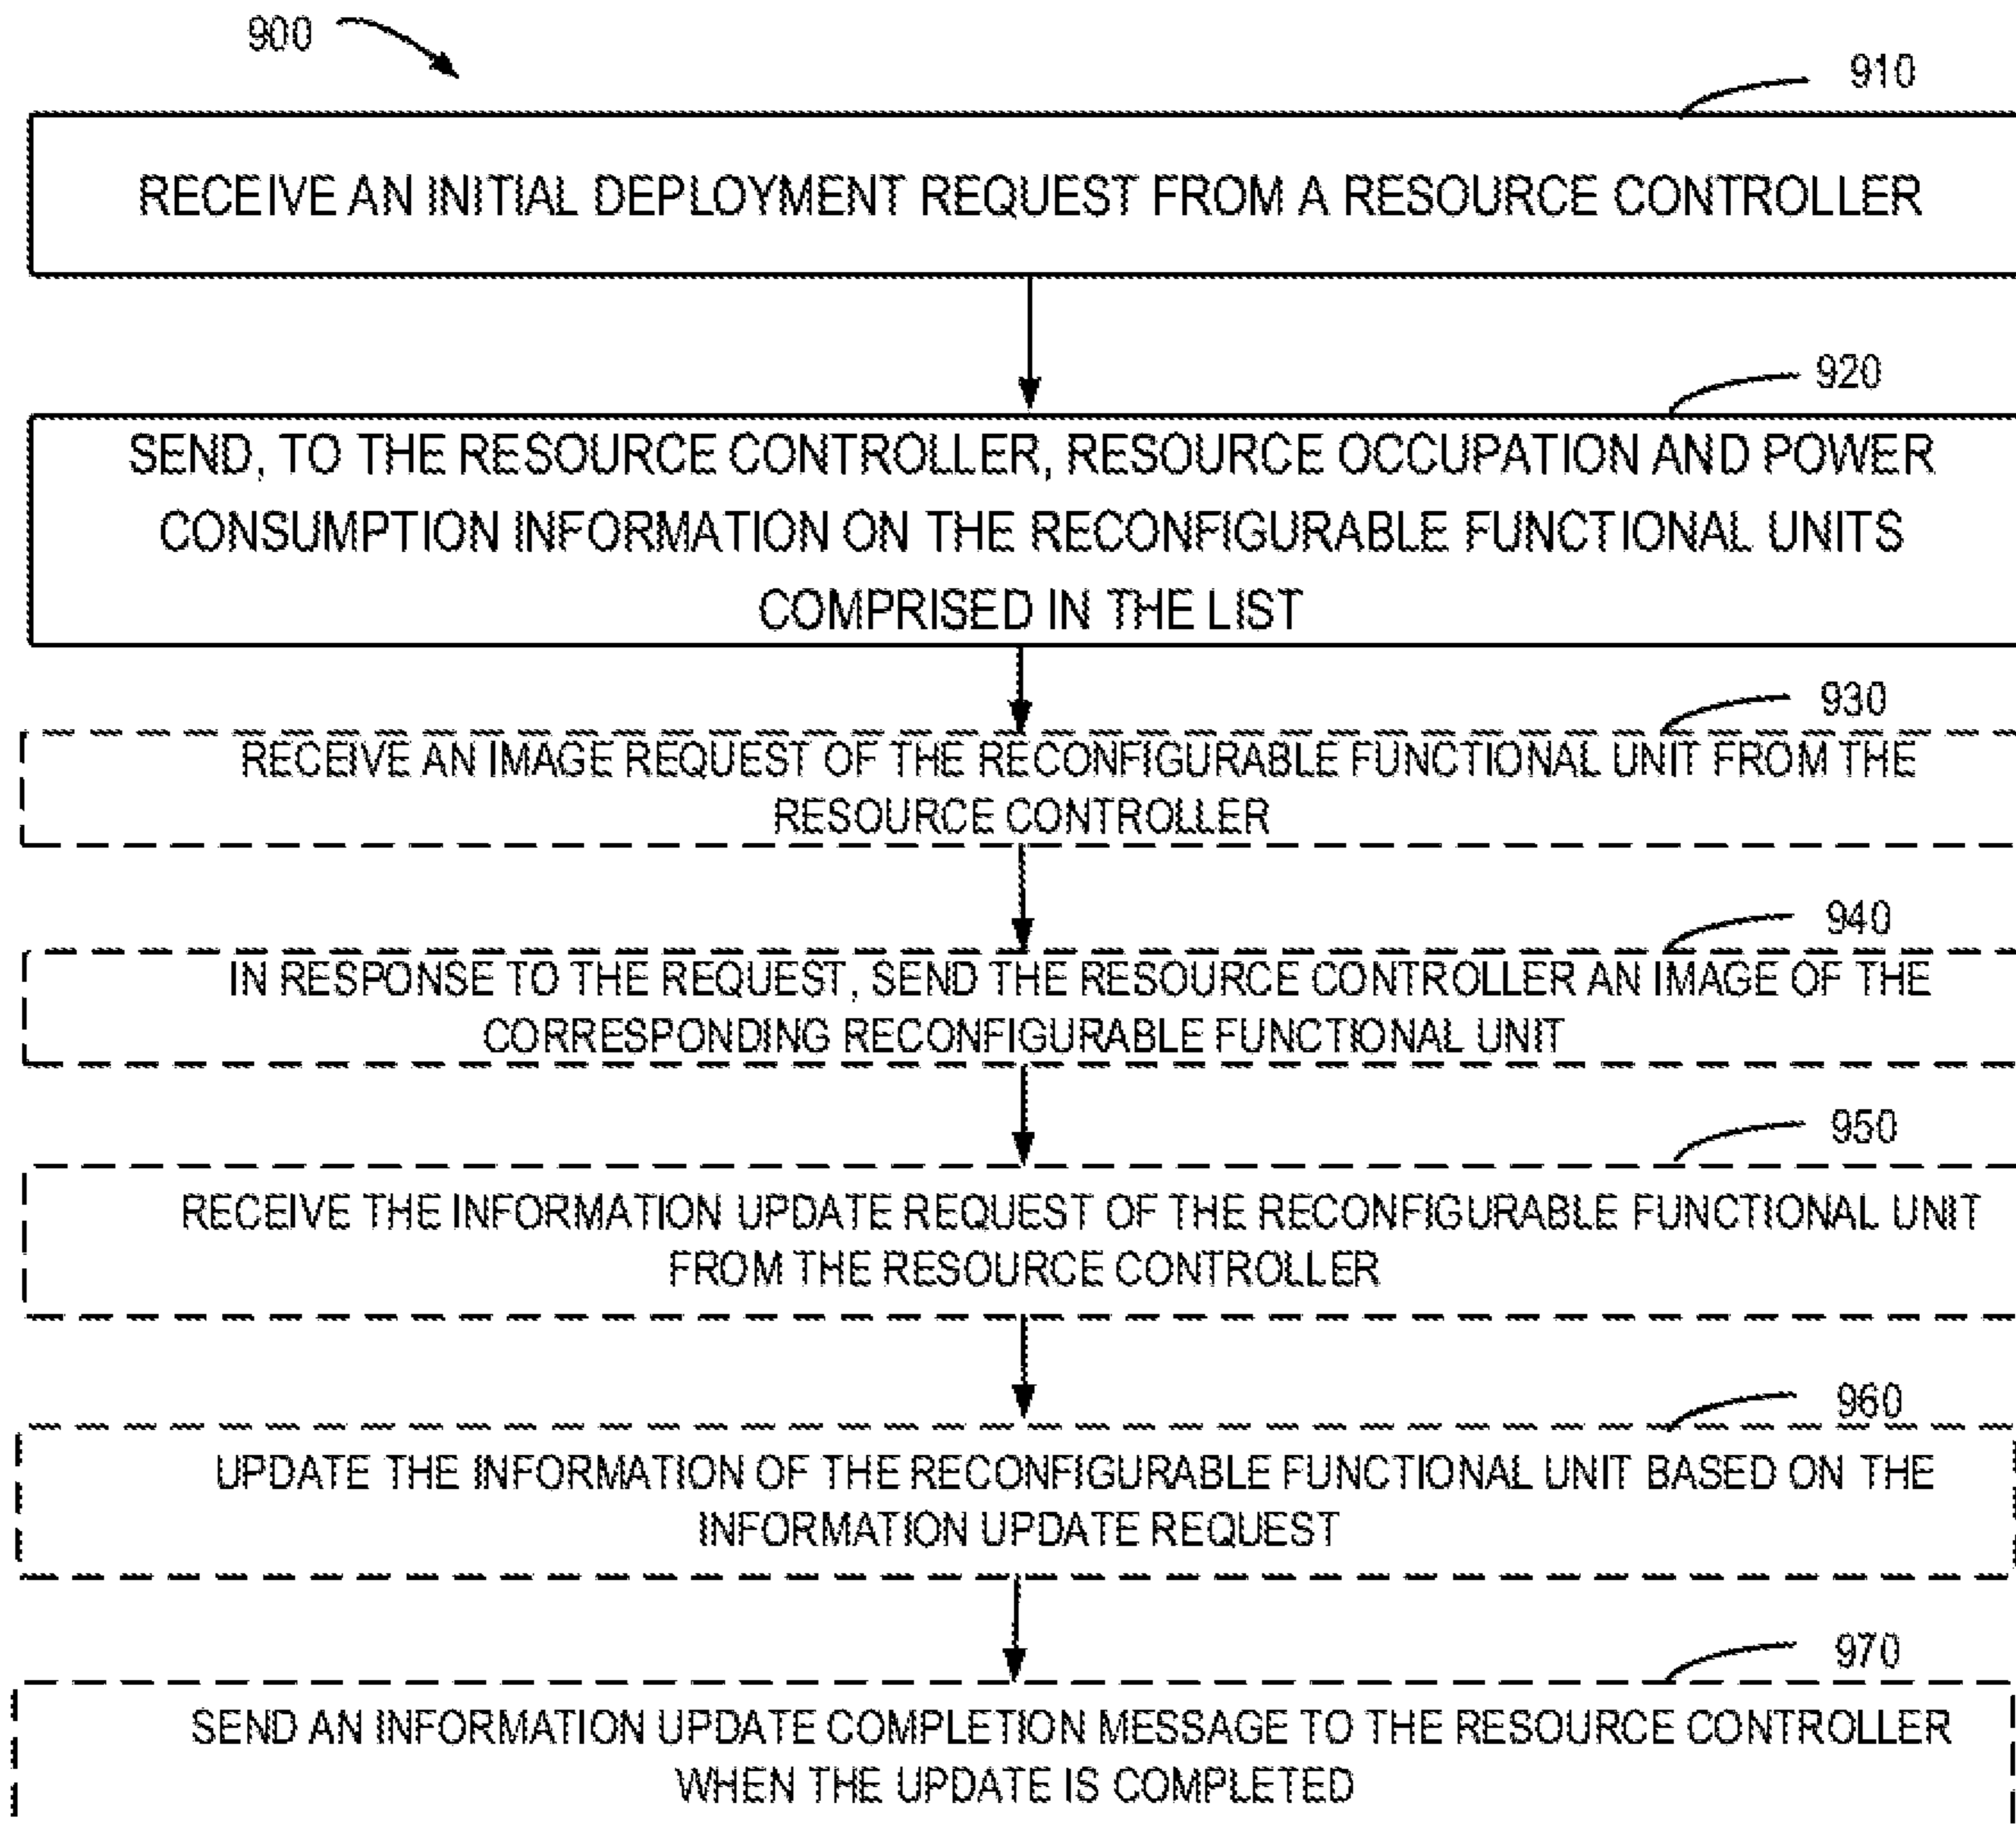 900
910
RECEIVE AN INITIAL DEPLOYMENT REQUEST FROM A RESOURCE CONTROLLER
920
SEND, TO THE RESOURCE CONTROLLER, RESOURCE OCCUPATION AND POWER
CONSUMPTION INFORMATION ON THE RECONFIGURABLE FUNCTIONAL UNITS
COMPRISED IN THE LIST
930
RECEIVE AN IMAGE REQUEST OF THE RECONFIGURABLE FUNCTIONAL UNIT FROM THE
RESOURCE CONTROLLER
940
IN RESPONSE TO THE REQUEST, SEND THE RESOURCE CONTROLLER AN IMAGE OF THE
CORRESPONDING RECONFIGURABLE FUNCTIONAL UNIT
950
RECEIVE THE INFORMATION UPDATE REQUEST OF THE RECONFIGURABLE FUNCTIONAL UNIT
FROM THE RESOURCE CONTROLLER
960
UPDATE THE INFORMATION OF THE RECONFIGURABLE FUNCTIONAL UNIT BASED ON THE
INFORMATION UPDATE REQUEST
970
SEND AN INFORMATION UPDATE COMPLETION MESSAGE TO THE RESOURCE CONTROLLER
WHEN THE UPDATE IS COMPLETED